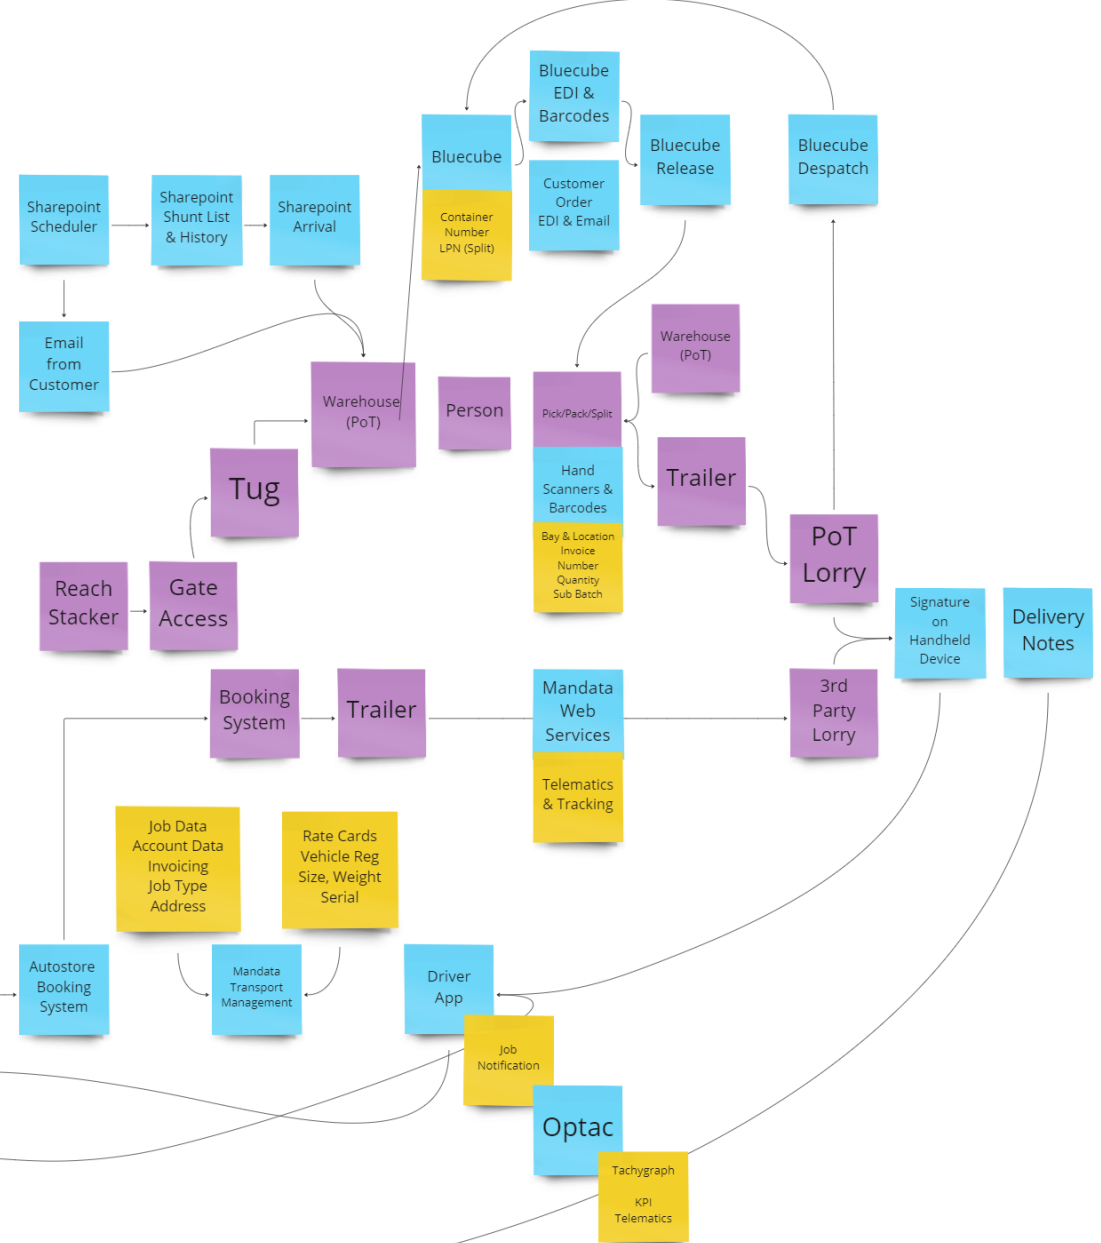 Bluecube
EDI &
Barcodes
Bluecube
Bluecube
Release
Bluecube
Despatch
Customer
Order
EDI & Email
Sharepoint
Scheduler
Sharepoint
Shunt List
& History
Sharepoint
Arrival
Container
Number
LPN (Split)
Email
from
Customer
Warehouse
(PoT)
Person
Pick/Pack/Split
Warehouse
(PoT)
Hand
Scanners &
Barcodes
Trailer
Tug
Bay & Location
Invoice
Number
Quantity
Sub Batch
PoT
Lorry
Reach
Stacker
Gate
Access
Signature
on
Handheld
Device
Delivery
Notes
Booking
System
Trailer
Mandata
Web
Services
3rd
Party
Lorry
Telematics
& Tracking
Job Data
Account Data
Invoicing
Job Type
Address
Rate Cards
Vehicle Reg
Size, Weight
Serial
Autostore
Booking
System
Mandata
Transport
Management
Driver
App
Job
Notification
Optac
Tachygraph
KPI
Telematics